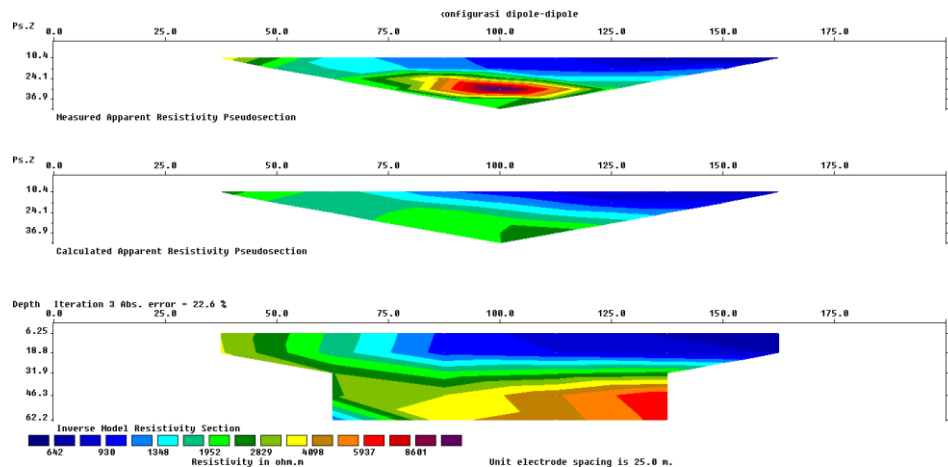 configurasi dipole-dipole
Ps.Z 0.0 25.0 50.0 75.0 100.0 125.0 150.0 175.0
10.4
24.1
36.9
Measured Apparent Resistivity Pseudosection
Ps.Z 0.0 25.0 50.0 75.0 100.0 125.0 150.0 175.0
10.4
24.1
36.9
Calculated Apparent Resistivity Pseudosection
Depth Iteration 3 Abs. error = 22.6 %
0.0 25.0 50.0 75.0 100.0 125.0 150.0 175.0
6.25
18.8
31.9
46.3
62.2
Inverse Model Resistivity Section
642 930 1348 1952 2829 4098 5937 8601
Resistivity in ohm.m Unit electrode spacing is 25.0 m.